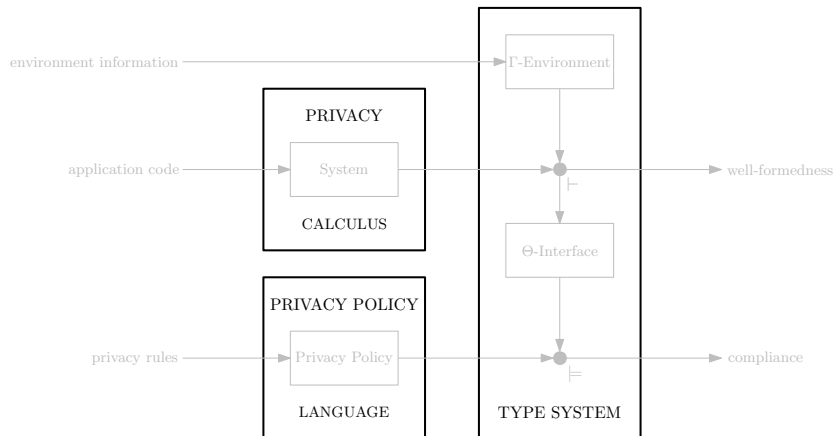 environment information
Γ-Environment
PRIVACY
application code
System
well-formedness
⊢
CALCULUS
Θ-Interface
PRIVACY POLICY
privacy rules
Privacy Policy
compliance
⊨
LANGUAGE
TYPE SYSTEM